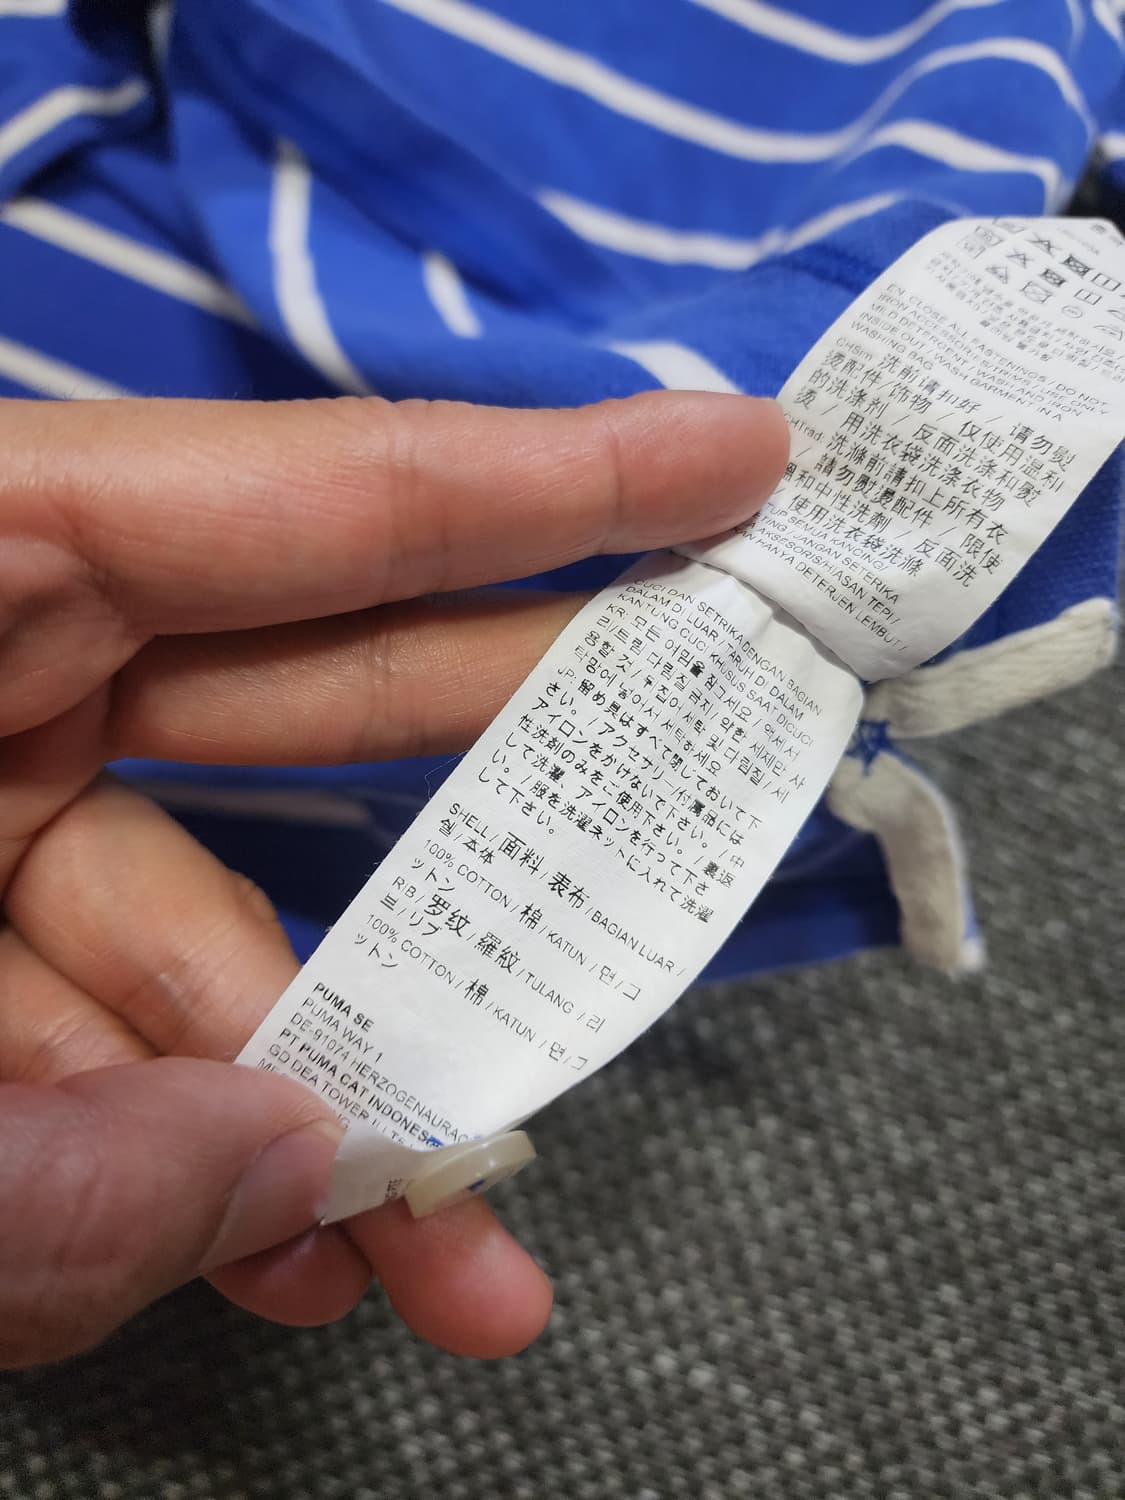 EN: CLOSE ALL FASTENINGS / DO NOT
IRON ACCESSORIES/TRIMS / USE ONLY
MILD DETERGENT / WASH AND IRON
INSIDE OUT / WASH GARMENT IN A
WASHING BAG
CHSim: 洗前请扣好 / 请勿熨
烫配件/饰物 / 仅使用温和
的洗涤剂 / 反面洗涤和熨
烫 / 用洗衣袋洗涤衣物
CHTrad: 洗滌前請扣上所有衣
/ 請勿熨燙配件 / 限使
溫和中性洗劑 / 反面洗
/ 使用洗衣袋洗滌
TUP SEMUA KANCING/
JANGAN SETERIKA
AKSESORIS/HIASAN TEPI /
KAN HANYA DETERJEN LEMBUT /
CUCI DAN SETRIKA DENGAN BAGIAN
DALAM DI LUAR / TARUH DI DALAM
KANTUNG CUCI KHUSUS SAAT DICUCI
KR: 모든 여밈을 잠그세요 / 액세서
리/트림 다림질 금지 / 약한 세제만 사
용할 것 / 뒤집어 세탁 및 다림질 / 세
탁망에 넣어서 세탁하세요
JP: 留め具はすべて閉じておいて下
さい。/ アクセサリー/付属品には
アイロンをかけないで下さい。/ 中
性洗剤のみをご使用下さい。/ 裏返
して洗濯、アイロンを行って下さ
い。/ 服を洗濯ネットに入れて洗濯
して下さい。
SHELL / 面料 / 表布 / BAGIAN LUAR /
쉘 / 本体
100% COTTON / 棉 / KATUN / 면 / コ
ットン
RIB / 罗纹 / 羅紋 / TULANG / 리
브 / リブ
100% COTTON / 棉 / KATUN / 면 / コ
ットン
PUMA SE
PUMA WAY 1
DE-91074 HERZOGENAURAC
PT PUMA CAT INDONES
GD DEA TOWER II LT